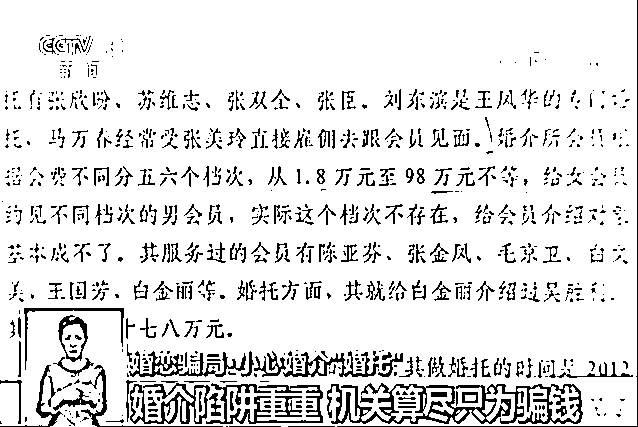 CCTV
新闻
托有张欣盼、苏维志、张双全、张臣。刘东滨是王凤华的专门
托，马万春经常受张美玲直接雇佣去跟会员见面。婚介所会员
据会费不同分五六个档次，从1.8万元至98万元不等，给女会员
约见不同档次的男会员，实际这个档次不存在，给会员介绍对
基本成不了。其服务过的会员有陈亚芬、张金凤、毛京卫、白文
美、王国芳、白金丽等。婚托方面，其就给白金丽介绍过吴胜利，
十七八万元。
婚恋骗局·小心婚介"婚托"
其做婚托的时间是2012
婚介陷阱重重 机关算尽只为骗钱